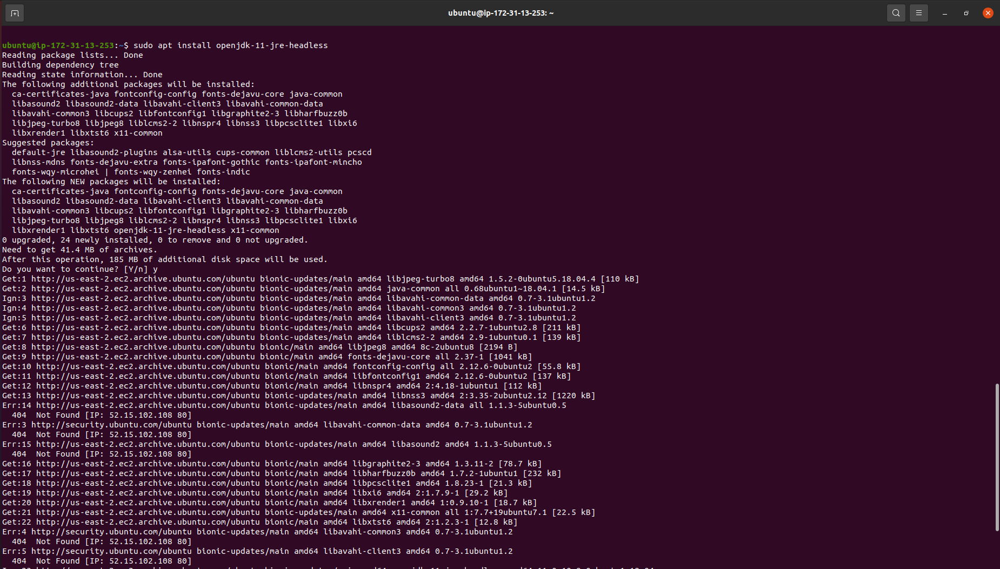 ubuntu@ip-172-31-13-253: ~
ubuntu@ip-172-31-13-253:~$ sudo apt install openjdk-11-jre-headless
Reading package lists... Done
Building dependency tree
Reading state information... Done
The following additional packages will be installed:
  ca-certificates-java fontconfig-config fonts-dejavu-core java-common
  libasound2 libasound2-data libavahi-client3 libavahi-common-data
  libavahi-common3 libcups2 libfontconfig1 libgraphite2-3 libharfbuzz0b
  libjpeg-turbo8 libjpeg8 liblcms2-2 libnspr4 libnss3 libpcsclite1 libxi6
  libxrender1 libxtst6 x11-common
Suggested packages:
  default-jre libasound2-plugins alsa-utils cups-common liblcms2-utils pcscd
  libnss-mdns fonts-dejavu-extra fonts-ipafont-gothic fonts-ipafont-mincho
  fonts-wqy-microhei | fonts-wqy-zenhei fonts-indic
The following NEW packages will be installed:
  ca-certificates-java fontconfig-config fonts-dejavu-core java-common
  libasound2 libasound2-data libavahi-client3 libavahi-common-data
  libavahi-common3 libcups2 libfontconfig1 libgraphite2-3 libharfbuzz0b
  libjpeg-turbo8 libjpeg8 liblcms2-2 libnspr4 libnss3 libpcsclite1 libxi6
  libxrender1 libxtst6 openjdk-11-jre-headless x11-common
0 upgraded, 24 newly installed, 0 to remove and 0 not upgraded.
Need to get 41.4 MB of archives.
After this operation, 185 MB of additional disk space will be used.
Do you want to continue? [Y/n] y
Get:1 http://us-east-2.ec2.archive.ubuntu.com/ubuntu bionic-updates/main amd64 libjpeg-turbo8 amd64 1.5.2-0ubuntu5.18.04.4 [110 kB]
Get:2 http://us-east-2.ec2.archive.ubuntu.com/ubuntu bionic-updates/main amd64 java-common all 0.68ubuntu1~18.04.1 [14.5 kB]
Ign:3 http://us-east-2.ec2.archive.ubuntu.com/ubuntu bionic-updates/main amd64 libavahi-common-data amd64 0.7-3.1ubuntu1.2
Ign:4 http://us-east-2.ec2.archive.ubuntu.com/ubuntu bionic-updates/main amd64 libavahi-common3 amd64 0.7-3.1ubuntu1.2
Ign:5 http://us-east-2.ec2.archive.ubuntu.com/ubuntu bionic-updates/main amd64 libavahi-client3 amd64 0.7-3.1ubuntu1.2
Get:6 http://us-east-2.ec2.archive.ubuntu.com/ubuntu bionic-updates/main amd64 libcups2 amd64 2.2.7-1ubuntu2.8 [211 kB]
Get:7 http://us-east-2.ec2.archive.ubuntu.com/ubuntu bionic-updates/main amd64 liblcms2-2 amd64 2.9-1ubuntu0.1 [139 kB]
Get:8 http://us-east-2.ec2.archive.ubuntu.com/ubuntu bionic/main amd64 libjpeg8 amd64 8c-2ubuntu8 [2194 B]
Get:9 http://us-east-2.ec2.archive.ubuntu.com/ubuntu bionic/main amd64 fonts-dejavu-core all 2.37-1 [1041 kB]
Get:10 http://us-east-2.ec2.archive.ubuntu.com/ubuntu bionic/main amd64 fontconfig-config all 2.12.6-0ubuntu2 [55.8 kB]
Get:11 http://us-east-2.ec2.archive.ubuntu.com/ubuntu bionic/main amd64 libfontconfig1 amd64 2.12.6-0ubuntu2 [137 kB]
Get:12 http://us-east-2.ec2.archive.ubuntu.com/ubuntu bionic/main amd64 libnspr4 amd64 2:4.18-1ubuntu1 [112 kB]
Get:13 http://us-east-2.ec2.archive.ubuntu.com/ubuntu bionic-updates/main amd64 libnss3 amd64 2:3.35-2ubuntu2.12 [1220 kB]
Err:14 http://us-east-2.ec2.archive.ubuntu.com/ubuntu bionic-updates/main amd64 libasound2-data all 1.1.3-5ubuntu0.5
  404  Not Found [IP: 52.15.102.108 80]
Err:3 http://security.ubuntu.com/ubuntu bionic-updates/main amd64 libavahi-common-data amd64 0.7-3.1ubuntu1.2
  404  Not Found [IP: 52.15.102.108 80]
Err:15 http://us-east-2.ec2.archive.ubuntu.com/ubuntu bionic-updates/main amd64 libasound2 amd64 1.1.3-5ubuntu0.5
  404  Not Found [IP: 52.15.102.108 80]
Get:16 http://us-east-2.ec2.archive.ubuntu.com/ubuntu bionic/main amd64 libgraphite2-3 amd64 1.3.11-2 [78.7 kB]
Get:17 http://us-east-2.ec2.archive.ubuntu.com/ubuntu bionic/main amd64 libharfbuzz0b amd64 1.7.2-1ubuntu1 [232 kB]
Get:18 http://us-east-2.ec2.archive.ubuntu.com/ubuntu bionic/main amd64 libpcsclite1 amd64 1.8.23-1 [21.3 kB]
Get:19 http://us-east-2.ec2.archive.ubuntu.com/ubuntu bionic/main amd64 libxi6 amd64 2:1.7.9-1 [29.2 kB]
Get:20 http://us-east-2.ec2.archive.ubuntu.com/ubuntu bionic/main amd64 libxrender1 amd64 1:0.9.10-1 [18.7 kB]
Get:21 http://us-east-2.ec2.archive.ubuntu.com/ubuntu bionic-updates/main amd64 x11-common all 1:7.7+19ubuntu7.1 [22.5 kB]
Get:22 http://us-east-2.ec2.archive.ubuntu.com/ubuntu bionic/main amd64 libxtst6 amd64 2:1.2.3-1 [12.8 kB]
Err:4 http://security.ubuntu.com/ubuntu bionic-updates/main amd64 libavahi-common3 amd64 0.7-3.1ubuntu1.2
  404  Not Found [IP: 52.15.102.108 80]
Err:5 http://security.ubuntu.com/ubuntu bionic-updates/main amd64 libavahi-client3 amd64 0.7-3.1ubuntu1.2
  404  Not Found [IP: 52.15.102.108 80]